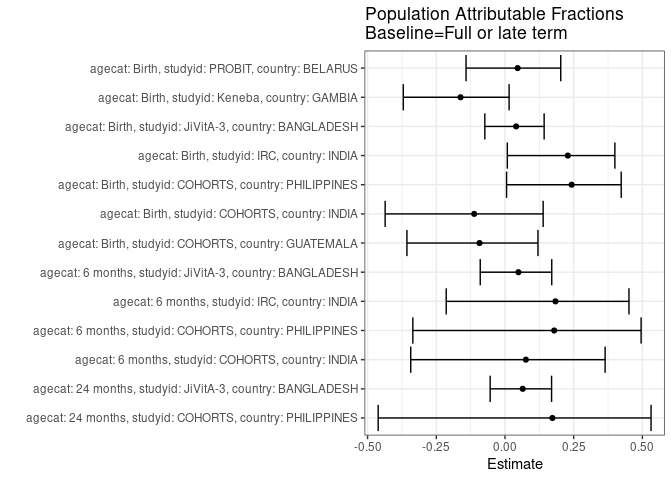 Population Attributable Fractions
Baseline=Full or late term
agecat: Birth, studyid: PROBIT, country: BELARUS
agecat: Birth, studyid: Keneba, country: GAMBIA
agecat: Birth, studyid: JiVitA-3, country: BANGLADESH
agecat: Birth, studyid: IRC, country: INDIA
agecat: Birth, studyid: COHORTS, country: PHILIPPINES
agecat: Birth, studyid: COHORTS, country: INDIA
agecat: Birth, studyid: COHORTS, country: GUATEMALA
agecat: 6 months, studyid: JiVitA-3, country: BANGLADESH
agecat: 6 months, studyid: IRC, country: INDIA
agecat: 6 months, studyid: COHORTS, country: PHILIPPINES
agecat: 6 months, studyid: COHORTS, country: INDIA
agecat: 24 months, studyid: JiVitA-3, country: BANGLADESH
agecat: 24 months, studyid: COHORTS, country: PHILIPPINES
-0.50 -0.25 0.00 0.25 0.50
Estimate